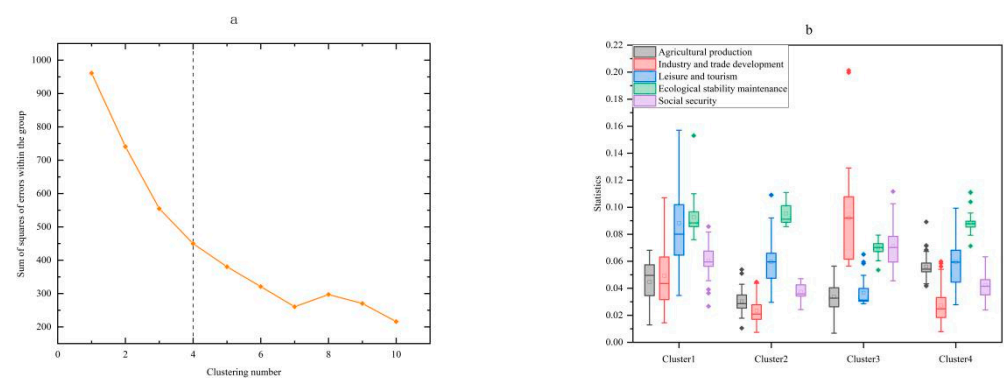 a
Sum of squares of errors within the group
1000
900
800
700
600
500
400
300
200
0
2
4
6
8
10
Clustering number
b
Agricultural production
Industry and trade development
Leisure and tourism
Ecological stability maintenance
Social security
Statistics
0.22
0.20
0.18
0.16
0.14
0.12
0.10
0.08
0.06
0.04
0.02
0.00
Cluster1
Cluster2
Cluster3
Cluster4